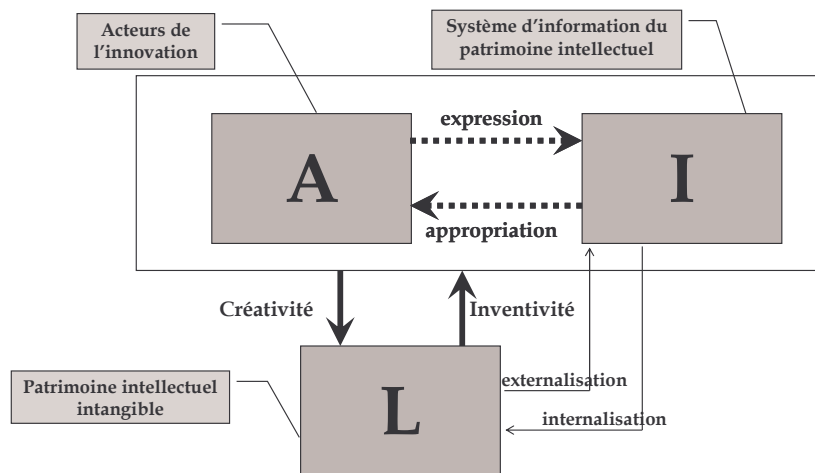 Acteurs de
l’innovation
Système d’information du
patrimoine intellectuel
expression
A
I
appropriation
Créativité
Inventivité
Patrimoine intellectuel
intangible
L
externalisation
internalisation